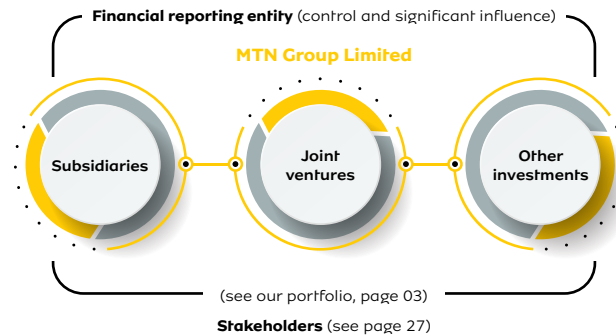 Financial reporting entity (control and significant influence)
MTN Group Limited
Subsidiaries
Joint
ventures
Other
investments
(see our portfolio, page 03)
Stakeholders (see page 27)